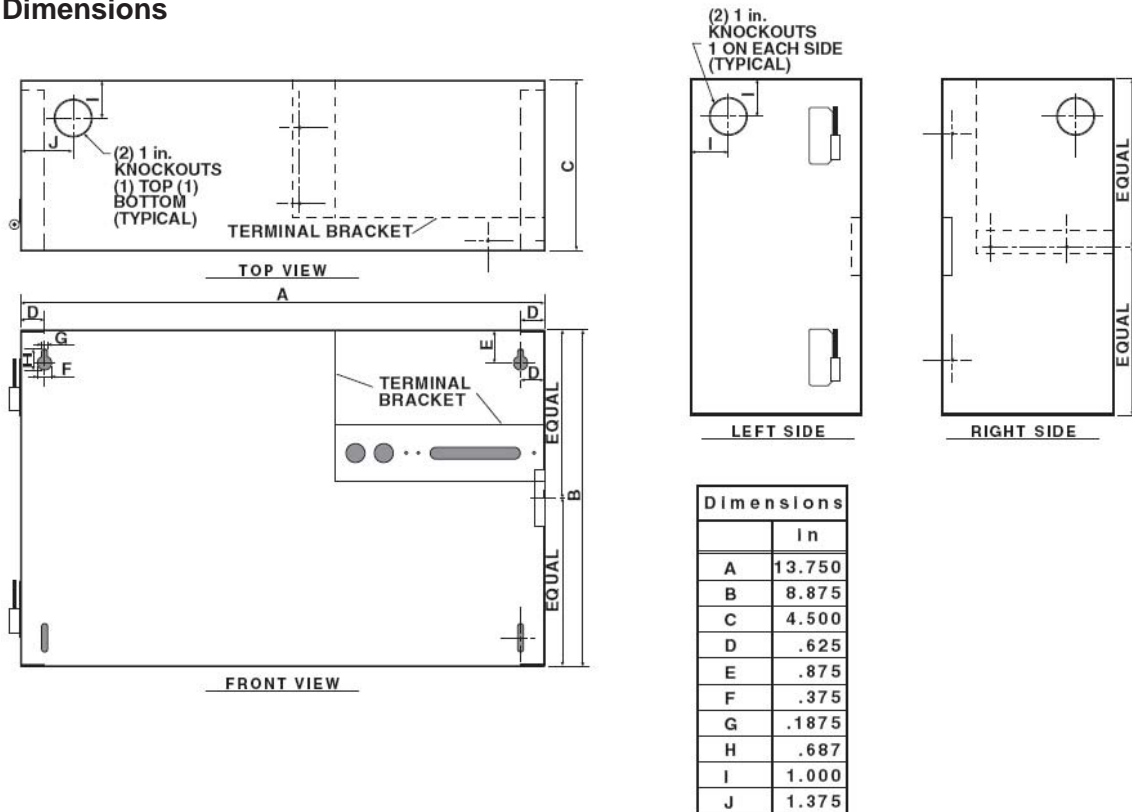 Dimensions
(2) 1 in.
KNOCKOUTS
1 ON EACH SIDE
(TYPICAL)
I
J
(2) 1 in.
KNOCKOUTS
(1) TOP (1)
BOTTOM
(TYPICAL)
TERMINAL BRACKET
C
TOP VIEW
I
I
EQUAL
EQUAL
LEFT SIDE
RIGHT SIDE
A
D
D
G
H
F
E
D
TERMINAL
BRACKET
EQUAL
B
EQUAL
FRONT VIEW
Dimensions
In
A 13.750
B 8.875
C 4.500
D .625
E .875
F .375
G .1875
H .687
I 1.000
J 1.375